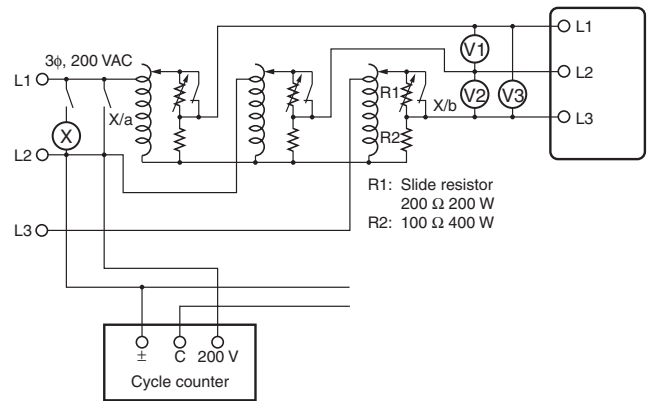 3ϕ, 200 VAC
L1
L2
L3
X
X/a
R1
R2
X/b
V1
V2
V3
L1
L2
L3
R1: Slide resistor
200 Ω 200 W
R2: 100 Ω 400 W
± C 200 V
Cycle counter